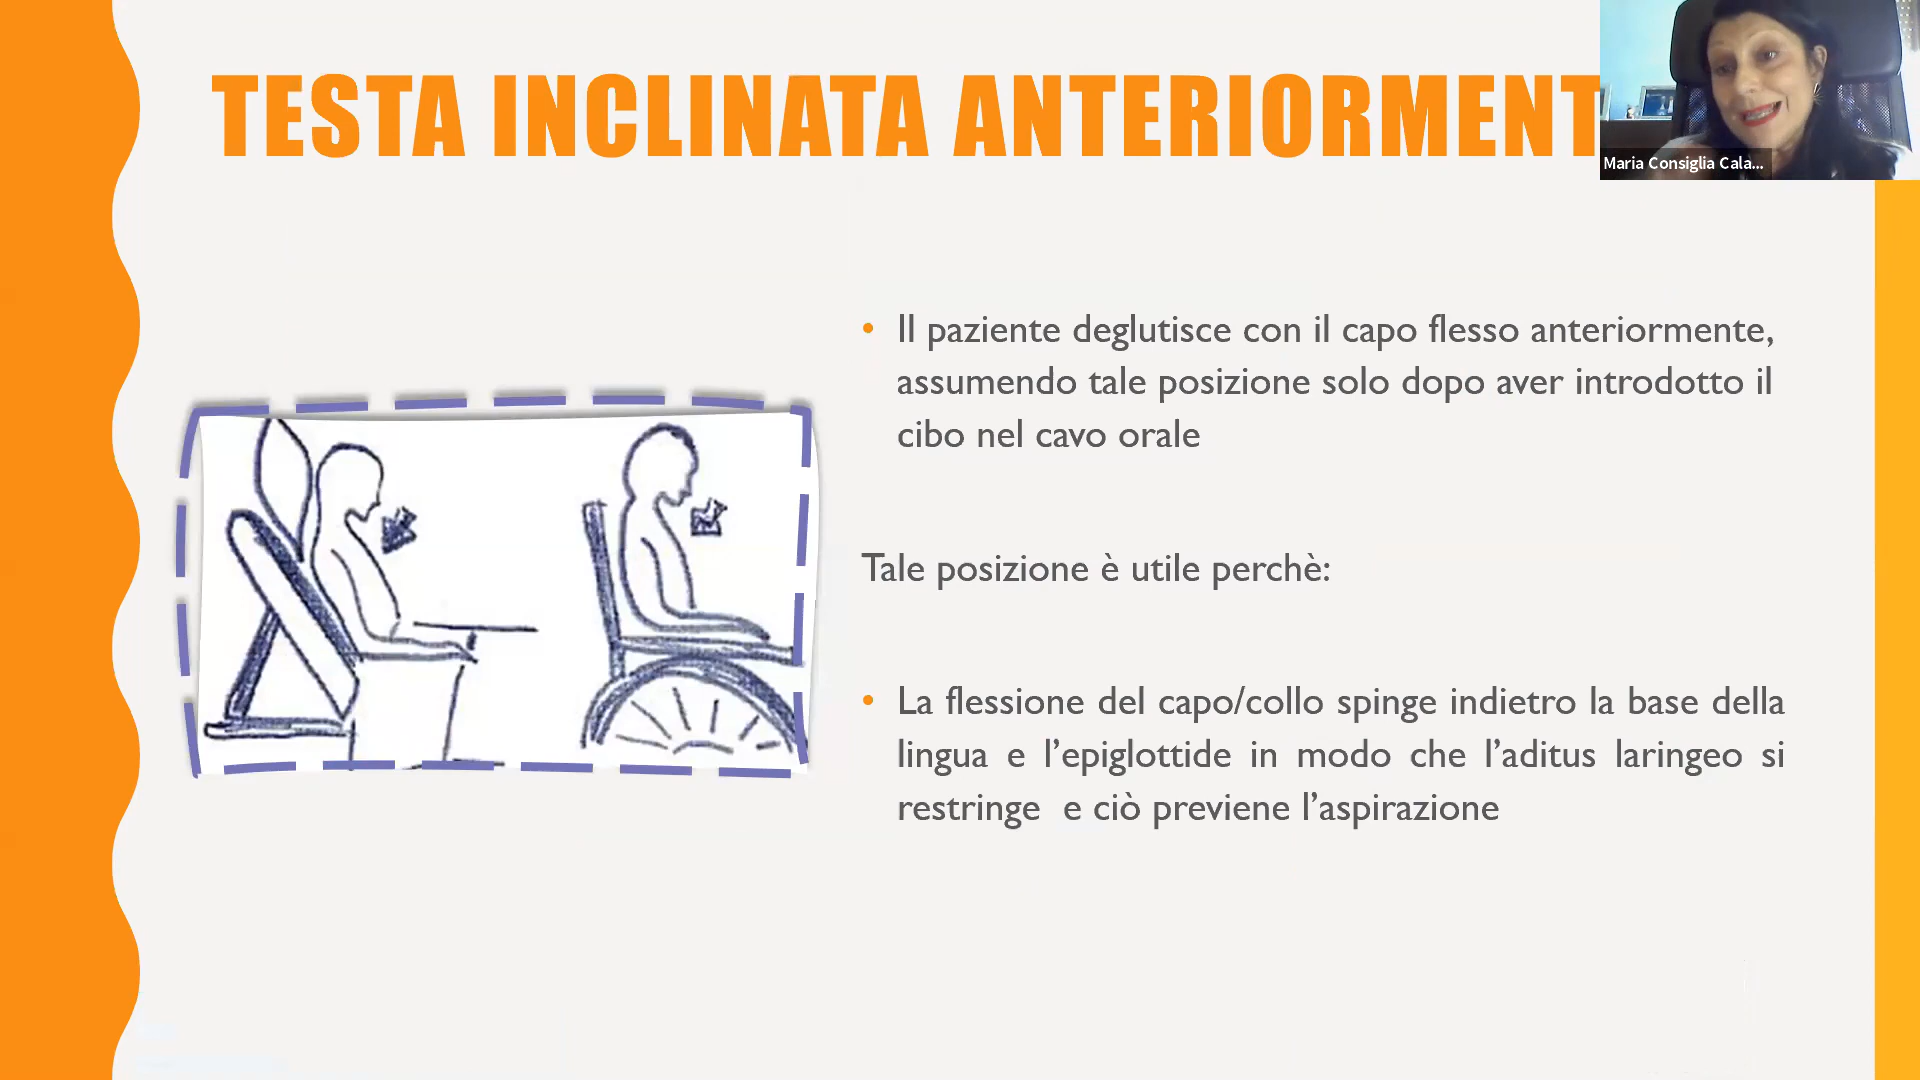 TESTA INCLINATA ANTERIORMENT
Maria Consiglia Cala...
• Il paziente deglutisce con il capo flesso anteriormente,
assumendo tale posizione solo dopo aver introdotto il
cibo nel cavo orale
Tale posizione è utile perchè:
• La flessione del capo/collo spinge indietro la base della
lingua e l’epiglottide in modo che l’aditus laringeo si
restringe  e ciò previene l’aspirazione